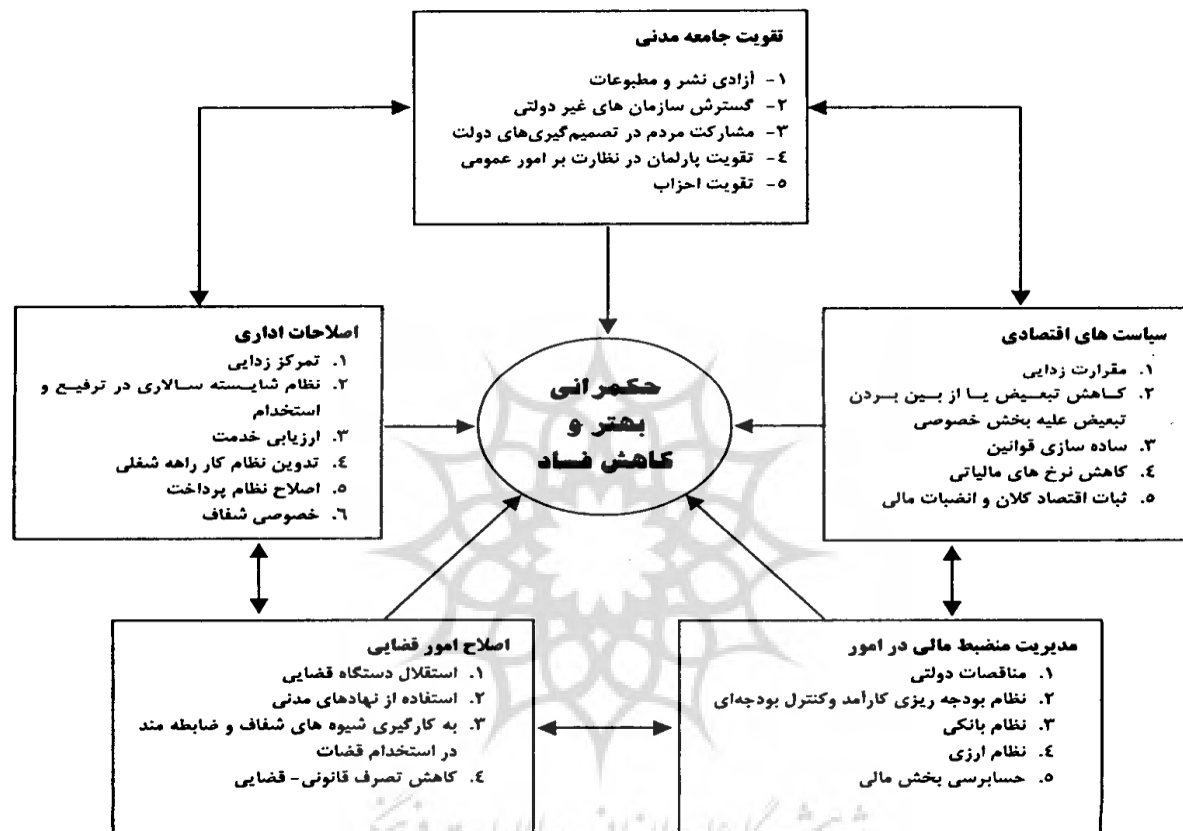 تقویت جامعه مدنی
۱- آزادی نشر و مطبوعات
۲- گسترش سازمان های غیر دولتی
۳- مشارکت مردم در تصمیم‌گیری‌های دولت
٤- تقویت پارلمان در نظارت بر امور عمومی
٥- تقویت احزاب
سیاست های اقتصادی
۱. مقرارت زدایی
۲. کاهش تبعیض یا از بین بردن
تبعیض علیه بخش خصوصی
۳. ساده سازی قوانین
٤. کاهش نرخ های مالیاتی
٥. ثبات اقتصاد کلان و انضبات مالی
حکمرانی
بهتر و
کاهش فساد
اصلاحات اداری
۱. تمرکز زدایی
۲. نظام شایسته سالاری در ترفیع و
استخدام
۳. ارزیابی خدمت
٤. تدوین نظام کار راهه شغلی
٥. اصلاح نظام پرداخت
٦. خصوصی شفاف
مدیریت منضبط مالی در امور
۱. مناقصات دولتی
۲. نظام بودجه ریزی کارآمد وکنترل بودجه‌ای
۳. نظام بانکی
٤. نظام ارزی
٥. حسابرسی بخش مالی
اصلاح امور قضایی
۱. استقلال دستگاه قضایی
۲. استفاده از نهادهای مدنی
۳. به کارگیری شیوه های شفاف و ضابطه مند
در استخدام قضات
٤. کاهش تصرف قانونی- قضایی